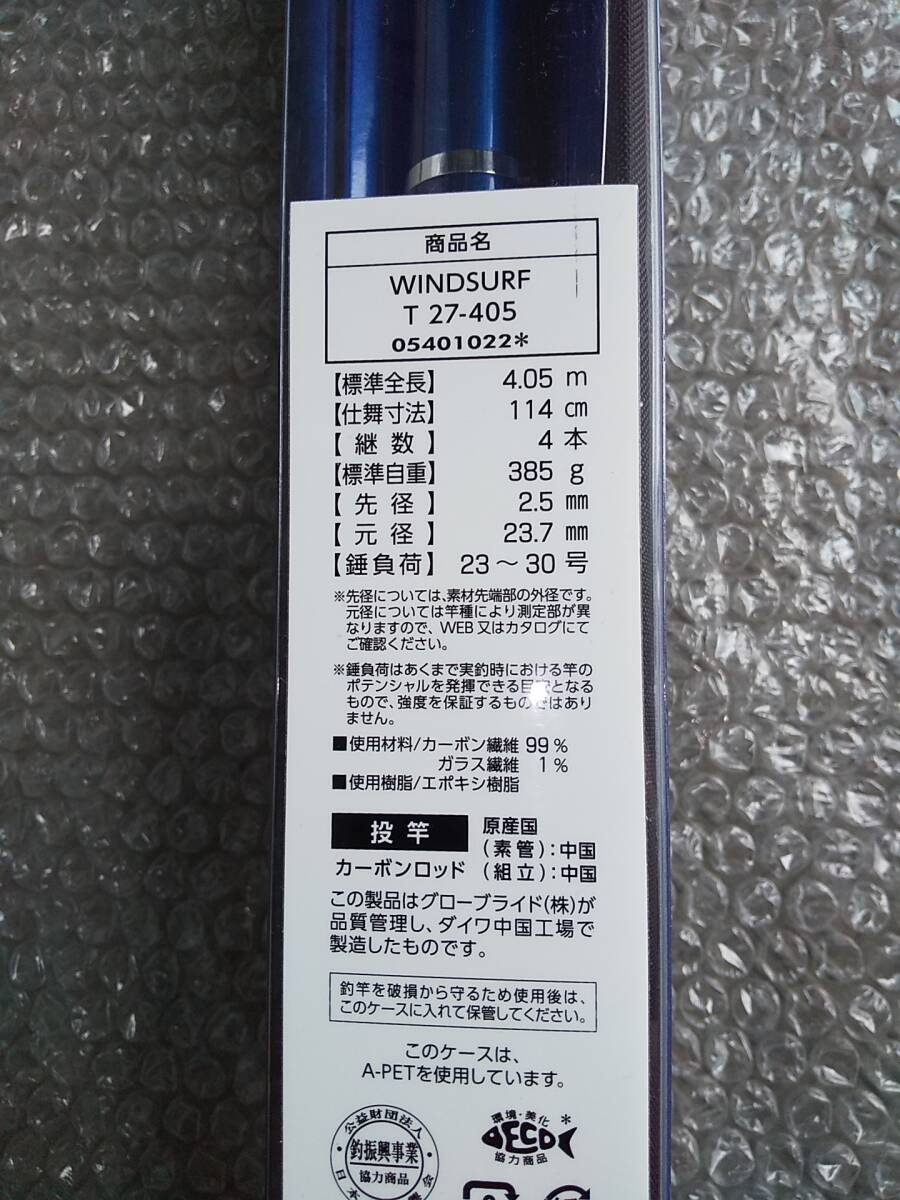 商品名
WINDSURF
T 27-405
05401022*
【標準全長】 4.05 m
【仕舞寸法】 114 cm
【 継 数 】 4 本
【標準自重】 385 g
【 先 径 】 2.5 mm
【 元 径 】 23.7 mm
【錘負荷】 23～30 号
※先径については、素材先端部の外径です。
元径については竿種により測定部が異
なりますので、WEB又はカタログにて
ご確認ください。
※錘負荷はあくまで実釣時における竿の
ポテンシャルを発揮できる目安となる
もので、強度を保証するものではあり
ません。
■使用材料/カーボン繊維 99%
ガラス繊維 1%
■使用樹脂/エポキシ樹脂
投竿
カーボンロッド
原産国
(素管):中国
(組立):中国
この製品はグローブライド(株)が
品質管理し、ダイワ中国工場で
製造したものです。
釣竿を破損から守るため使用後は、
このケースに入れて保管してください。
このケースは、
A-PETを使用しています。
公益財団法人
釣振興事業
協力商品
日本
会
環境・美化 *
ECO
協力商品